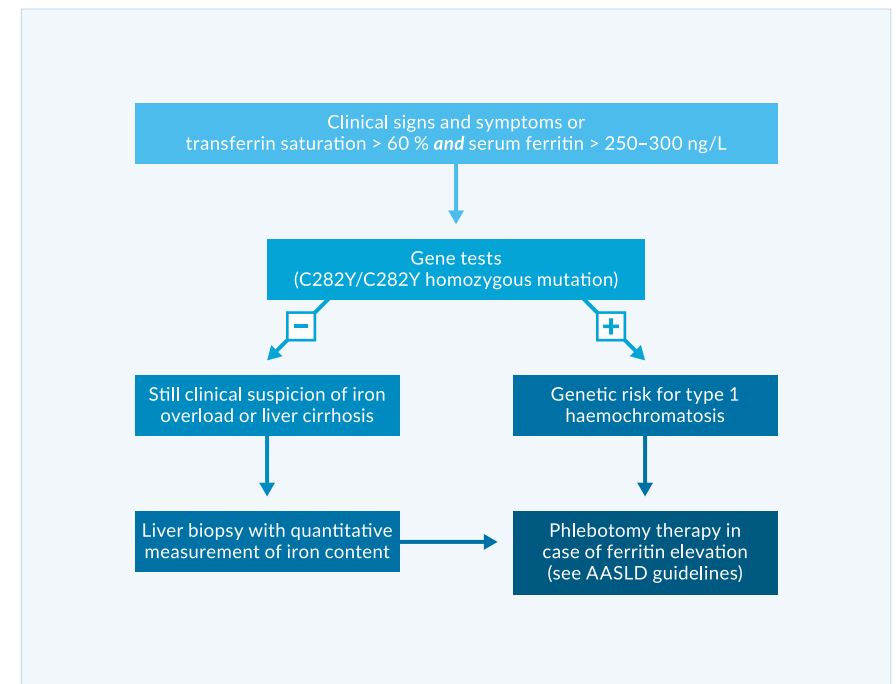 Clinical signs and symptoms or
transferrin saturation > 60 % and serum ferritin > 250–300 ng/L
Gene tests
(C282Y/C282Y homozygous mutation)
−
+
Still clinical suspicion of iron
overload or liver cirrhosis
Genetic risk for type 1
haemochromatosis
Liver biopsy with quantitative
measurement of iron content
Phlebotomy therapy in
case of ferritin elevation
(see AASLD guidelines)